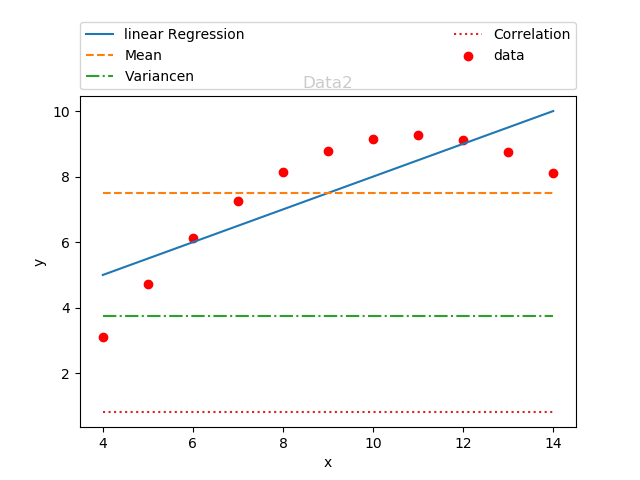 linear Regression
Mean
Variancen
Correlation
data
Data2
y
10
8
6
4
2
4 6 8 10 12 14
x